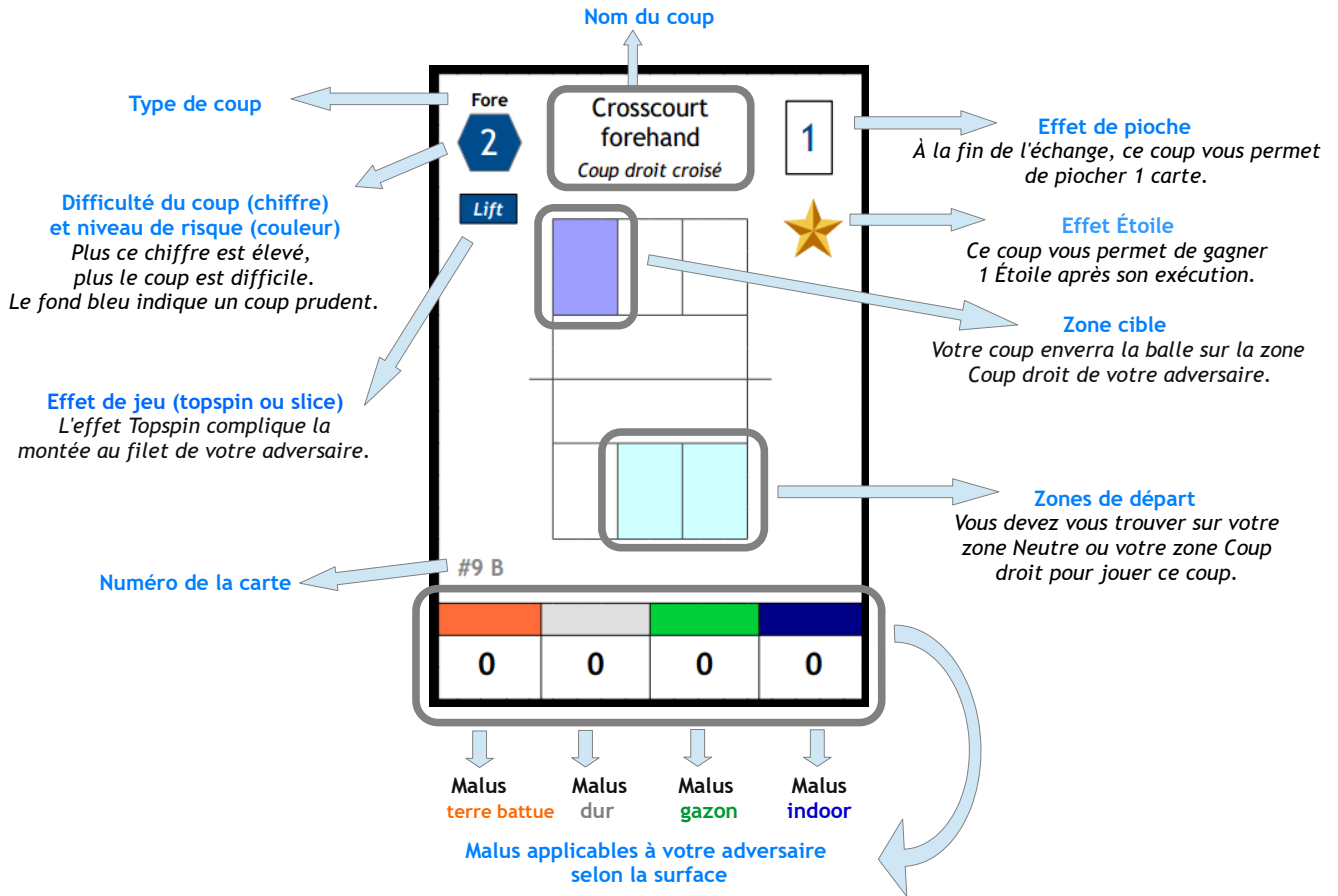 Nom du coup
Type de coup
Fore
2
Crosscourt
forehand
Coup droit croisé
1
Effet de pioche
À la fin de l'échange, ce coup vous permet
de piocher 1 carte.
Difficulté du coup (chiffre)
et niveau de risque (couleur)
Plus ce chiffre est élevé,
plus le coup est difficile.
Le fond bleu indique un coup prudent.
Lift
Effet Étoile
Ce coup vous permet de gagner
1 Étoile après son exécution.
Zone cible
Votre coup enverra la balle sur la zone
Coup droit de votre adversaire.
Effet de jeu (topspin ou slice)
L'effet Topspin complique la
montée au filet de votre adversaire.
Zones de départ
Vous devez vous trouver sur votre
zone Neutre ou votre zone Coup
droit pour jouer ce coup.
Numéro de la carte
#9 B
0 0 0 0
Malus Malus Malus Malus
terre battue dur gazon indoor
Malus applicables à votre adversaire
selon la surface